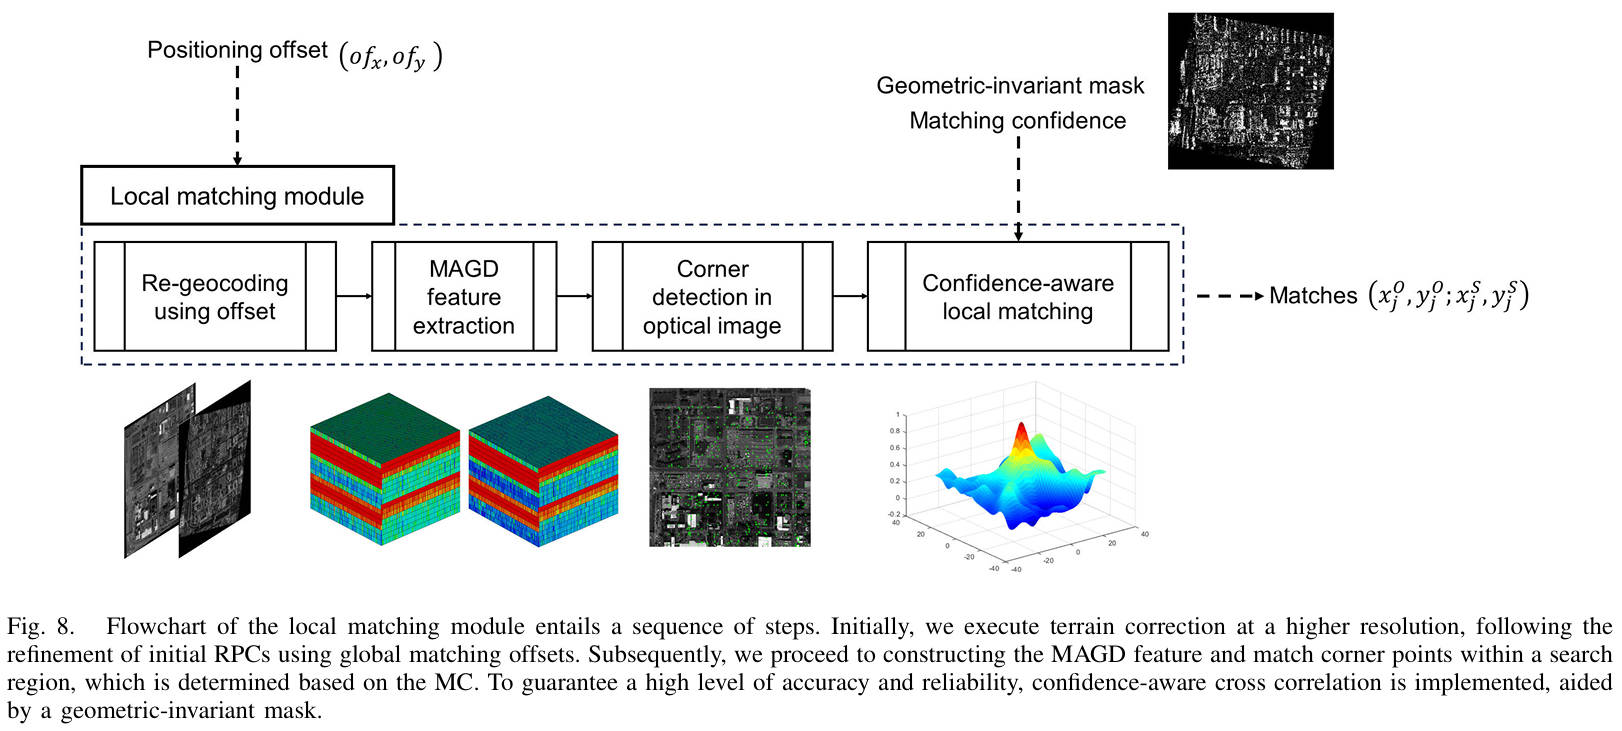 Positioning offset (of_x, of_y)
Geometric-invariant mask
Matching confidence
Local matching module
Re-geocoding
using offset
MAGD
feature
extraction
Corner
detection in
optical image
Confidence-aware
local matching
Matches (x_j^O, y_j^O; x_j^S, y_j^S)
1
0.8
0.6
0.4
0.2
0
-0.2
40
20
0
-20
-40
-40
-20
0
20
40
Fig. 8. Flowchart of the local matching module entails a sequence of steps. Initially, we execute terrain correction at a higher resolution, following the
refinement of initial RPCs using global matching offsets. Subsequently, we proceed to constructing the MAGD feature and match corner points within a search
region, which is determined based on the MC. To guarantee a high level of accuracy and reliability, confidence-aware cross correlation is implemented, aided
by a geometric-invariant mask.